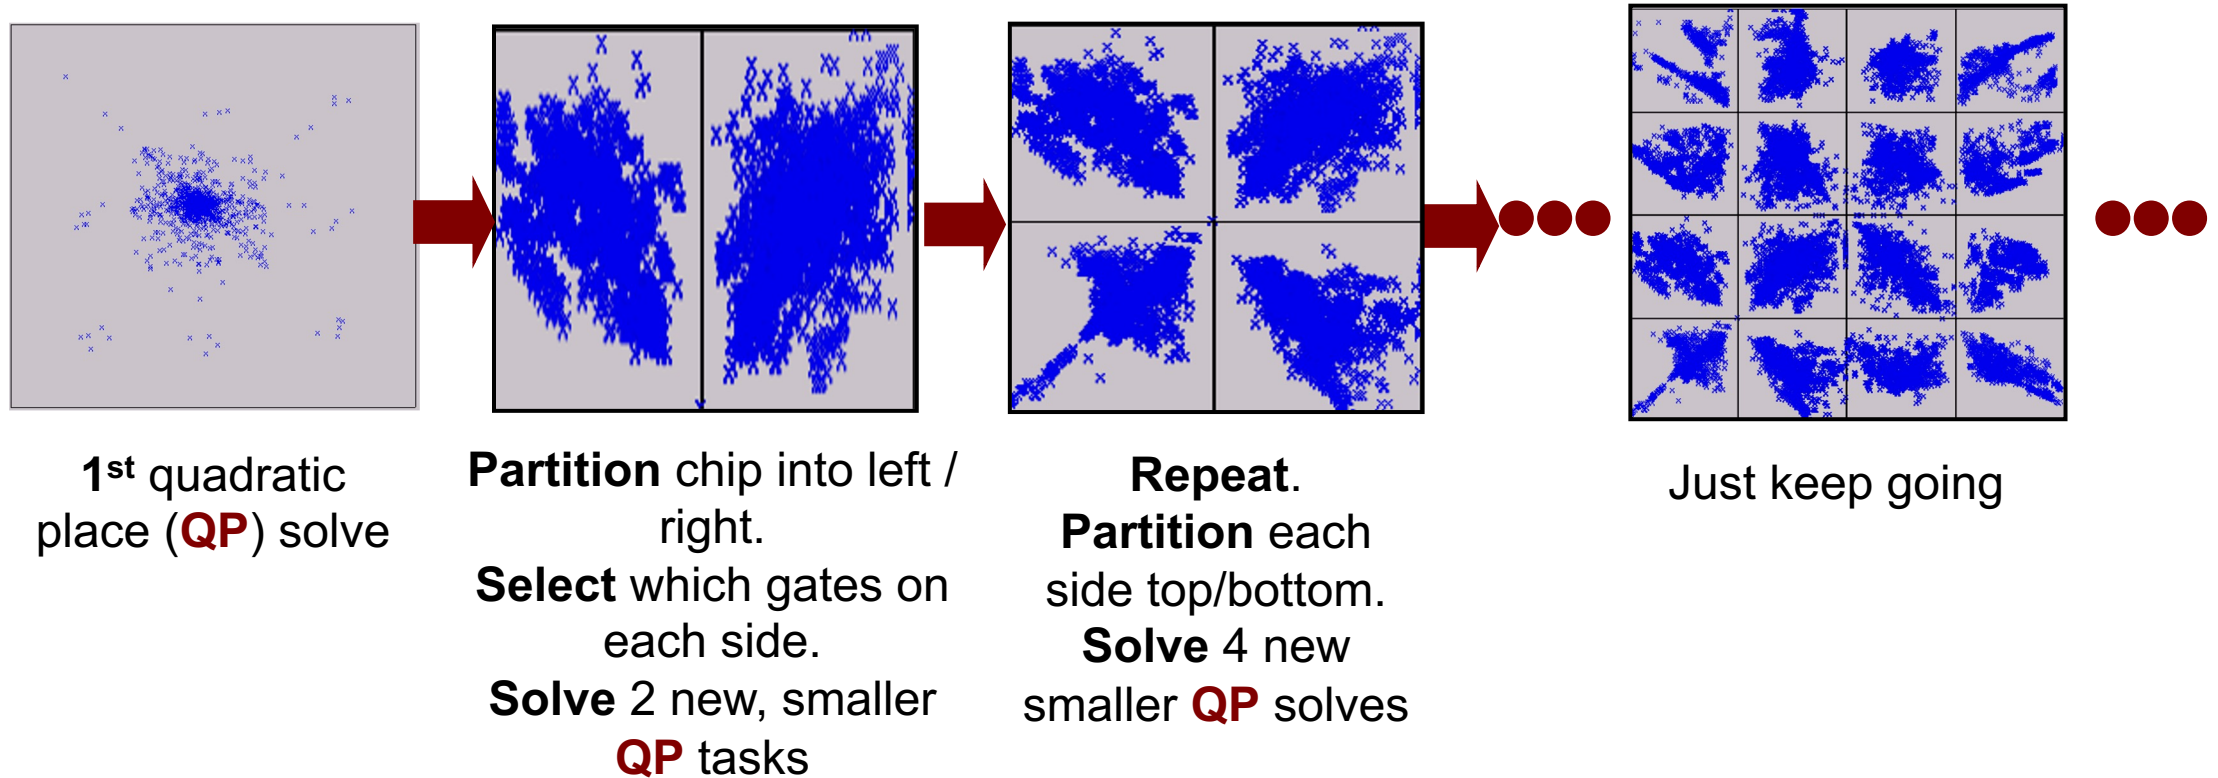 1st quadratic
place (QP) solve
Partition chip into left /
right.
Select which gates on
each side.
Solve 2 new, smaller
QP tasks
Repeat.
Partition each
side top/bottom.
Solve 4 new
smaller QP solves
Just keep going